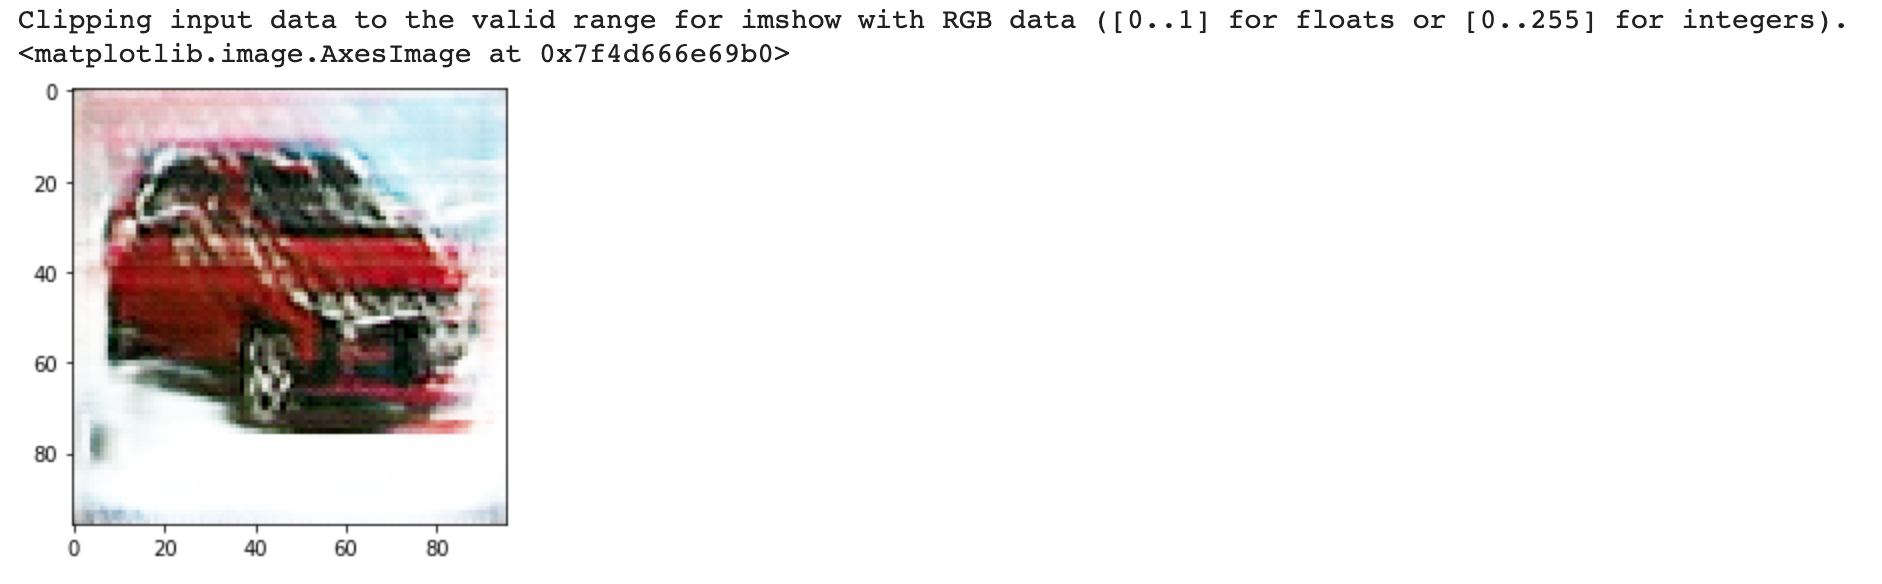 Clipping input data to the valid range for imshow with RGB data ([0..1] for floats or [0..255] for integers).
<matplotlib.image.AxesImage at 0x7f4d666e69b0>
0
20
40
60
80
0 20 40 60 80